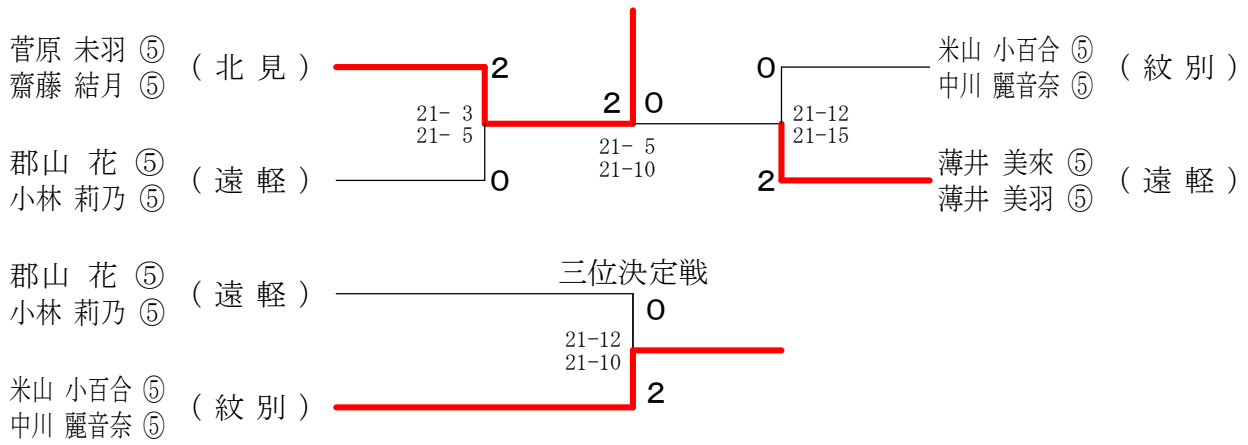 菅原 未羽 ⑤
齋藤 結月 ⑤
( 北 見 )
2
21- 3
21- 5
郡山 花 ⑤
小林 莉乃 ⑤
( 遠 軽 )
0
2 0
21- 5
21-10
0
米山 小百合 ⑤
中川 麗音奈 ⑤
( 紋 別 )
21-12
21-15
2
薄井 美來 ⑤
薄井 美羽 ⑤
( 遠 軽 )
三位決定戦
郡山 花 ⑤
小林 莉乃 ⑤
( 遠 軽 )
0
21-12
21-10
米山 小百合 ⑤
中川 麗音奈 ⑤
( 紋 別 )
2